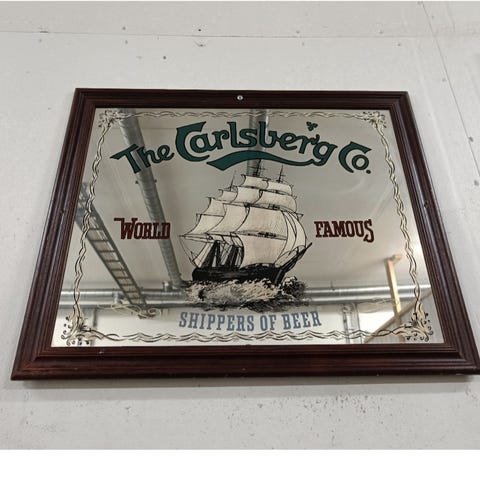 The Carlsberg Co.
WORLD FAMOUS
SHIPPERS OF BEER